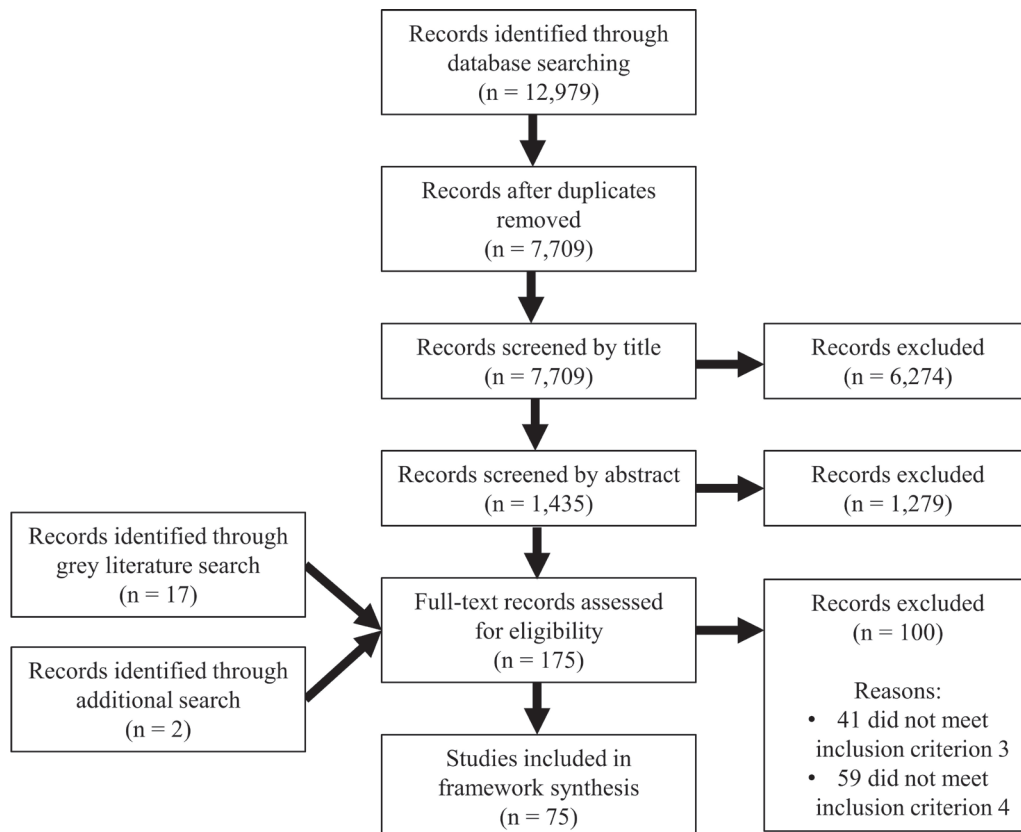 Records identified through
database searching
(n = 12,979)
Records after duplicates
removed
(n = 7,709)
Records screened by title
(n = 7,709)
Records excluded
(n = 6,274)
Records screened by abstract
(n = 1,435)
Records excluded
(n = 1,279)
Records identified through
grey literature search
(n = 17)
Records identified through
additional search
(n = 2)
Full-text records assessed
for eligibility
(n = 175)
Records excluded
(n = 100)
Reasons:
• 41 did not meet
inclusion criterion 3
• 59 did not meet
inclusion criterion 4
Studies included in
framework synthesis
(n = 75)